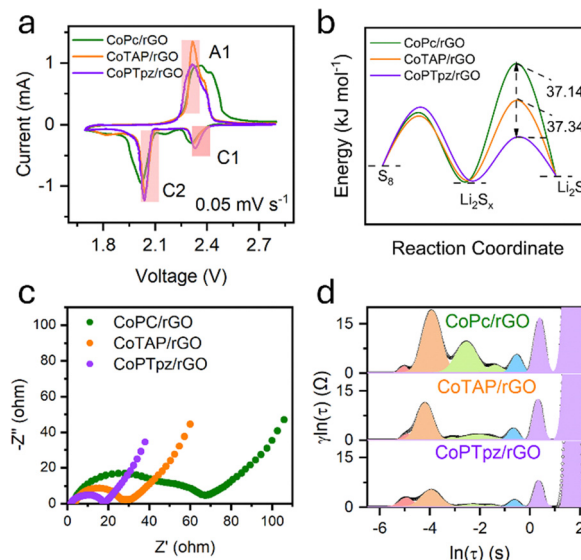 a
CoPc/rGO
CoTAP/rGO
CoPTpz/rGO
A1
C1
C2
0.05 mV s⁻¹
Current (mA)
1
0
-1
1.8
2.1
2.4
2.7
Voltage (V)
b
CoPc/rGO
CoTAP/rGO
CoPTpz/rGO
37.14
37.34
S₈
Li₂Sₓ
Li₂S
Energy (kJ mol⁻¹)
Reaction Coordinate
c
CoPC/rGO
CoTAP/rGO
CoPTpz/rGO
-Z'' (ohm)
-100
-80
-60
-40
-20
0
0
20
40
60
80
100
Z' (ohm)
d
CoPc/rGO
CoTAP/rGO
CoPTpz/rGO
γln(τ) (Ω)
15
0
15
0
15
0
-6
-4
-2
0
2
ln(τ) (s)